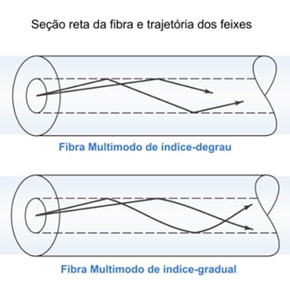 Seção reta da fibra e trajetória dos feixes
Fibra Multimodo de índice-degrau
Fibra Multimodo de índice-gradual